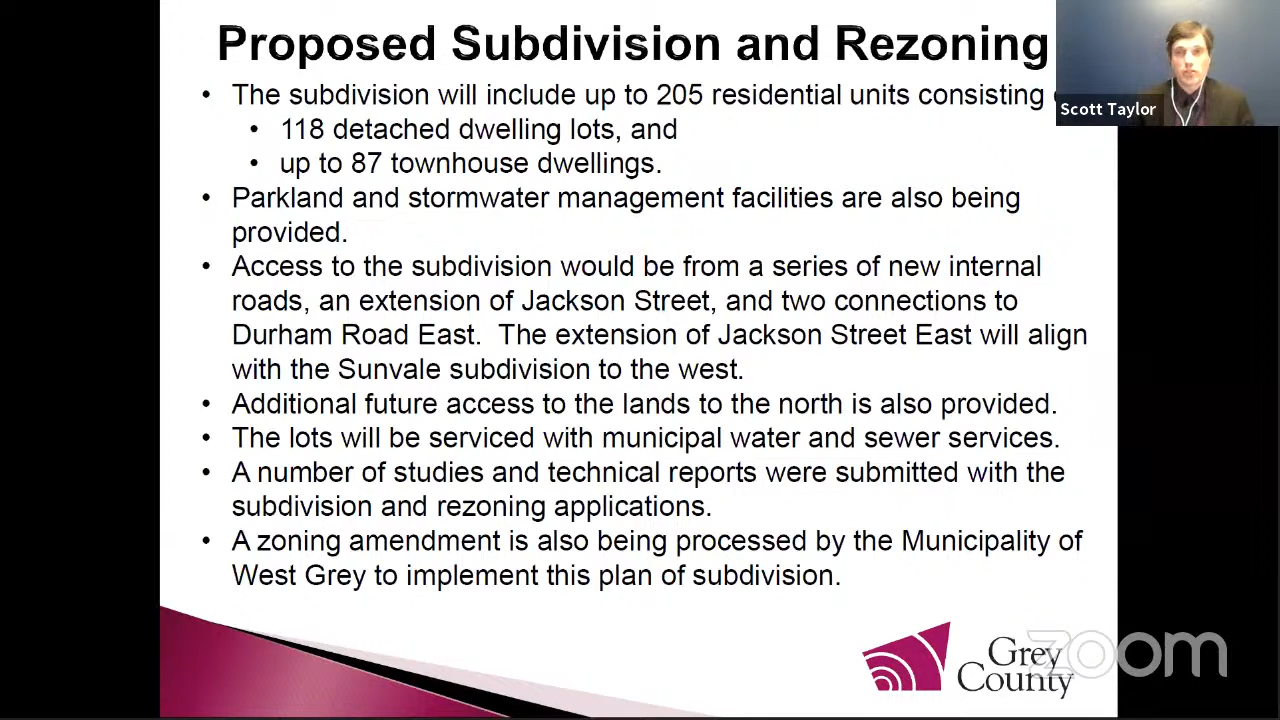 Proposed Subdivision and Rezoning
Scott Taylor
• The subdivision will include up to 205 residential units consisting
• 118 detached dwelling lots, and
• up to 87 townhouse dwellings.
• Parkland and stormwater management facilities are also being
provided.
• Access to the subdivision would be from a series of new internal
roads, an extension of Jackson Street, and two connections to
Durham Road East.  The extension of Jackson Street East will align
with the Sunvale subdivision to the west.
• Additional future access to the lands to the north is also provided.
• The lots will be serviced with municipal water and sewer services.
• A number of studies and technical reports were submitted with the
subdivision and rezoning applications.
• A zoning amendment is also being processed by the Municipality of
West Grey to implement this plan of subdivision.
Grey
County
zoom